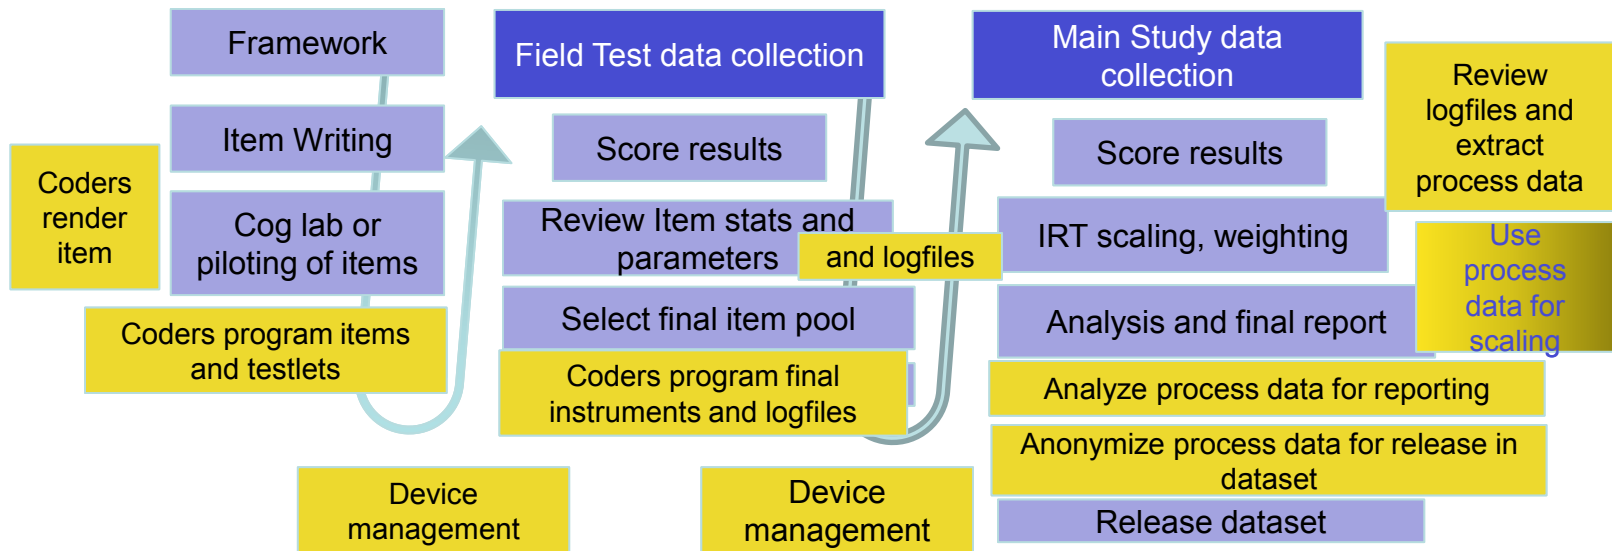 Framework
Item Writing
Coders
render
item
Cog lab or
piloting of items
Coders program items
and testlets
Device
management
Field Test data collection
Score results
Review Item stats and
parameters
and logfiles
Select final item pool
Coders program final
instruments and logfiles
Device
management
Main Study data
collection
Score results
Review
logfiles and
extract
process data
IRT scaling, weighting
Use
process
data for
scaling
Analysis and final report
Analyze process data for reporting
Anonymize process data for release in
dataset
Release dataset